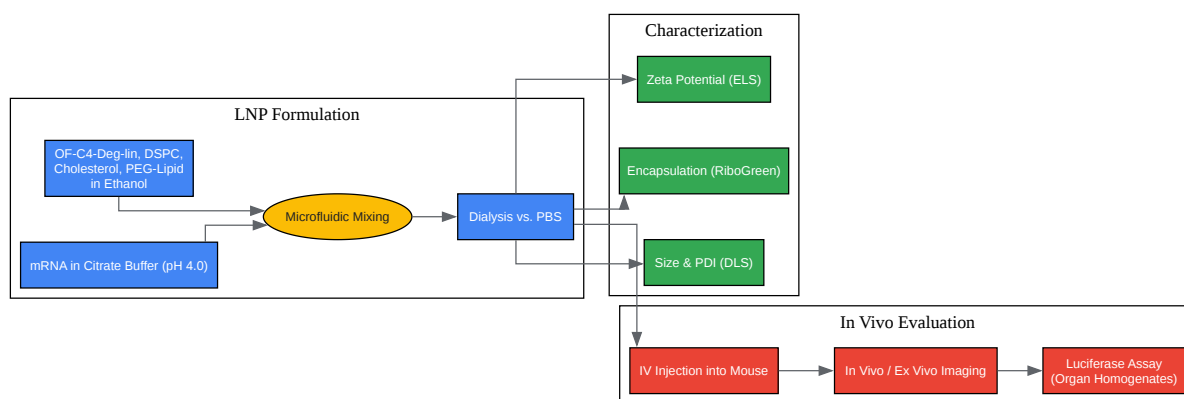 Characterization
Zeta Potential (ELS)
LNP Formulation
OF-C4-Deg-lin, DSPC,
Cholesterol, PEG-Lipid
in Ethanol
Encapsulation (RiboGreen)
Microfluidic Mixing
Dialysis vs. PBS
mRNA in Citrate Buffer (pH 4.0)
Size & PDI (DLS)
In Vivo Evaluation
IV Injection into Mouse
In Vivo / Ex Vivo Imaging
Luciferase Assay
(Organ Homogenates)